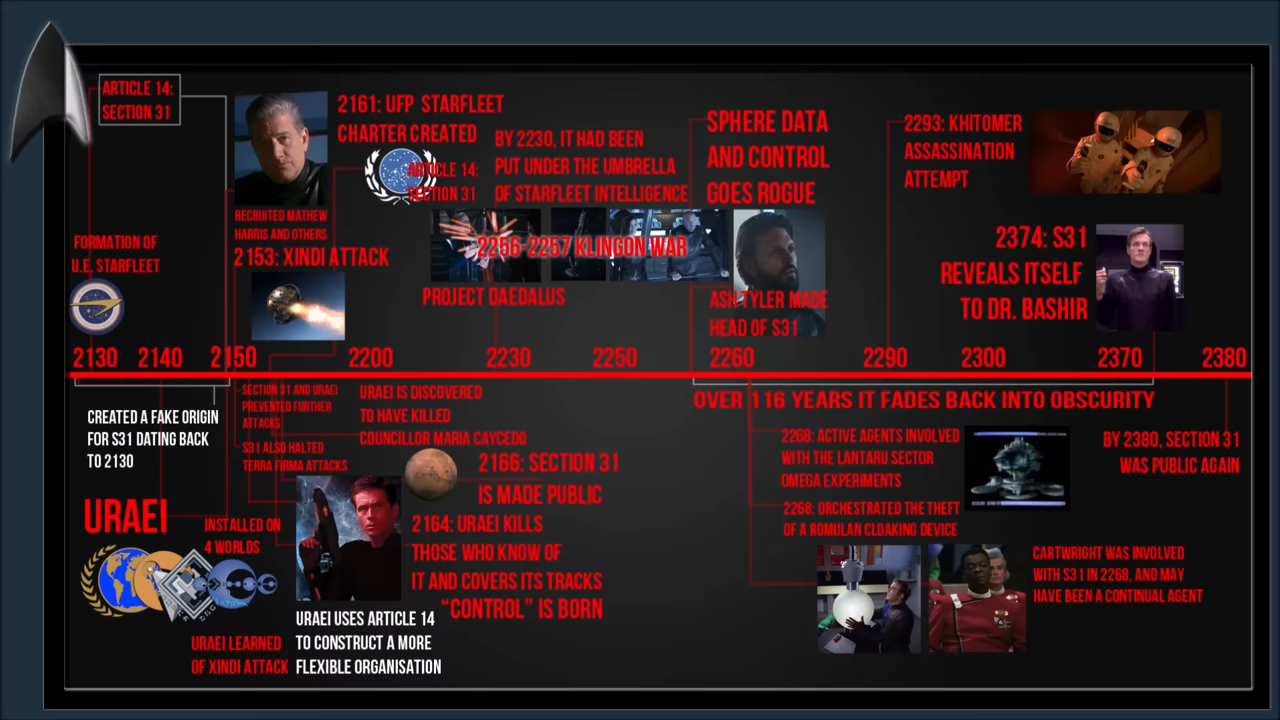 ARTICLE 14:
SECTION 31
FORMATION OF
U.E. STARFLEET
RECRUITED MATHEW
HARRIS AND OTHERS
2153: XINDI ATTACK
2161: UFP STARFLEET
CHARTER CREATED
ARTICLE 14:
SECTION 31
BY 2230, IT HAD BEEN
PUT UNDER THE UMBRELLA
OF STARFLEET INTELLIGENCE
2256-2257 KLINGON WAR
PROJECT DAEDALUS
SPHERE DATA
AND CONTROL
GOES ROGUE
ASH TYLER MADE
HEAD OF S31
2293: KHITOMER
ASSASSINATION
ATTEMPT
2374: S31
REVEALS ITSELF
TO DR. BASHIR
2130 2140 2150 2200 2230 2250 2260 2290 2300 2370 2380
CREATED A FAKE ORIGIN
FOR S31 DATING BACK
TO 2130
SECTION 31 AND URAEI
PREVENTED FURTHER
ATTACKS
S31 ALSO HALTED
TERRA FIRMA ATTACKS
URAEI IS DISCOVERED
TO HAVE KILLED
COUNCILLOR MARIA CAYCEDO
2166: SECTION 31
IS MADE PUBLIC
URAEI
INSTALLED ON
4 WORLDS
2164: URAEI KILLS
THOSE WHO KNOW OF
IT AND COVERS ITS TRACKS
"CONTROL" IS BORN
URAEI LEARNED
OF XINDI ATTACK
URAEI USES ARTICLE 14
TO CONSTRUCT A MORE
FLEXIBLE ORGANISATION
OVER 116 YEARS IT FADES BACK INTO OBSCURITY
2268: ACTIVE AGENTS INVOLVED
WITH THE LANTARU SECTOR
OMEGA EXPERIMENTS
2268: ORCHESTRATED THE THEFT
OF A ROMULAN CLOAKING DEVICE
BY 2380, SECTION 31
WAS PUBLIC AGAIN
CARTWRIGHT WAS INVOLVED
WITH S31 IN 2268, AND MAY
HAVE BEEN A CONTINUAL AGENT